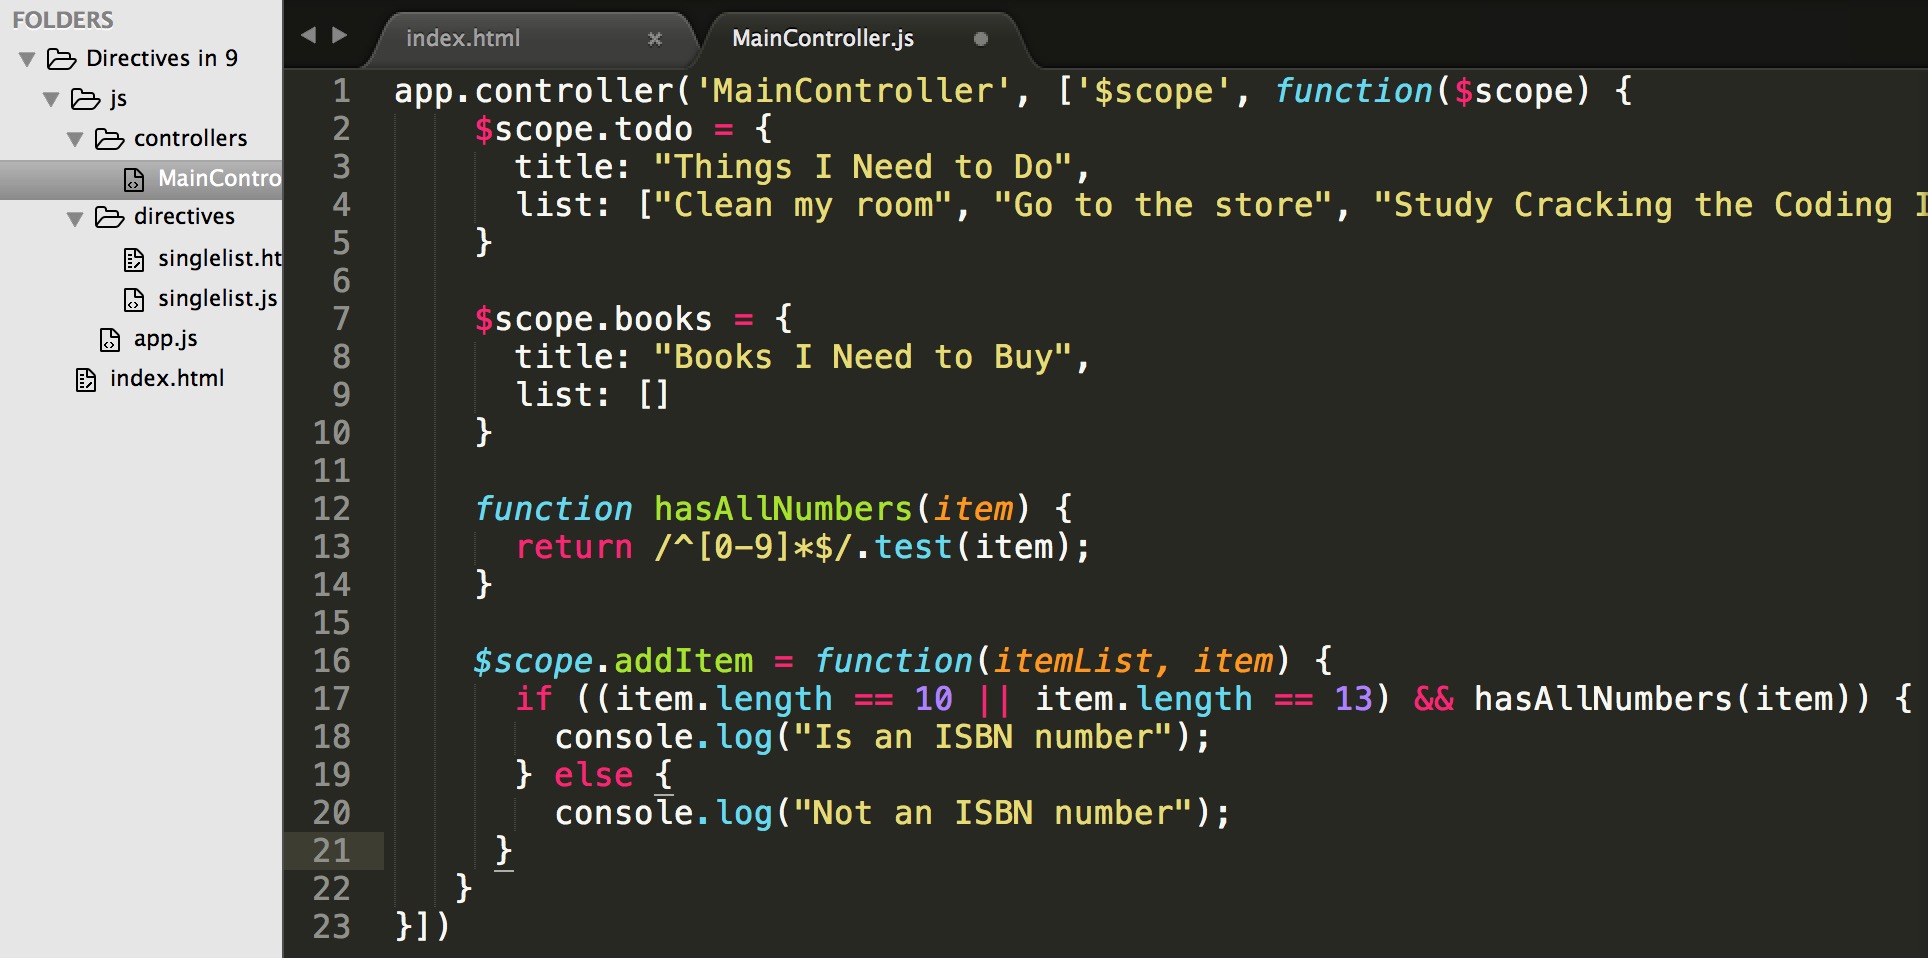 FOLDERS
Directives in 9
js
controllers
MainContro
directives
singlelist.ht
singlelist.js
app.js
index.html
index.html
MainController.js
1 app.controller('MainController', ['$scope', function($scope) {
2 $scope.todo = {
3 title: "Things I Need to Do",
4 list: ["Clean my room", "Go to the store", "Study Cracking the Coding I
5 }
6
7 $scope.books = {
8 title: "Books I Need to Buy",
9 list: []
10 }
11
12 function hasAllNumbers(item) {
13 return /^[0-9]*$/.test(item);
14 }
15
16 $scope.addItem = function(itemList, item) {
17 if ((item.length == 10 || item.length == 13) && hasAllNumbers(item)) {
18 console.log("Is an ISBN number");
19 } else {
20 console.log("Not an ISBN number");
21 }
22 }
23 }])